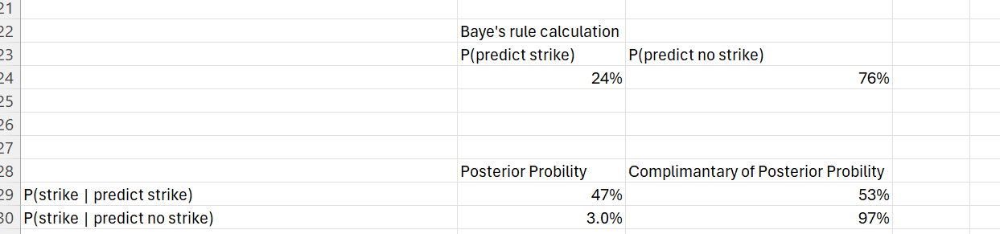 21
22 Baye's rule calculation
23 P(predict strike) P(predict no strike)
24 24% 76%
25
26
27
28 Posterior Probility Complimantary of Posterior Probility
29 P(strike | predict strike) 47% 53%
30 P(strike | predict no strike) 3.0% 97%